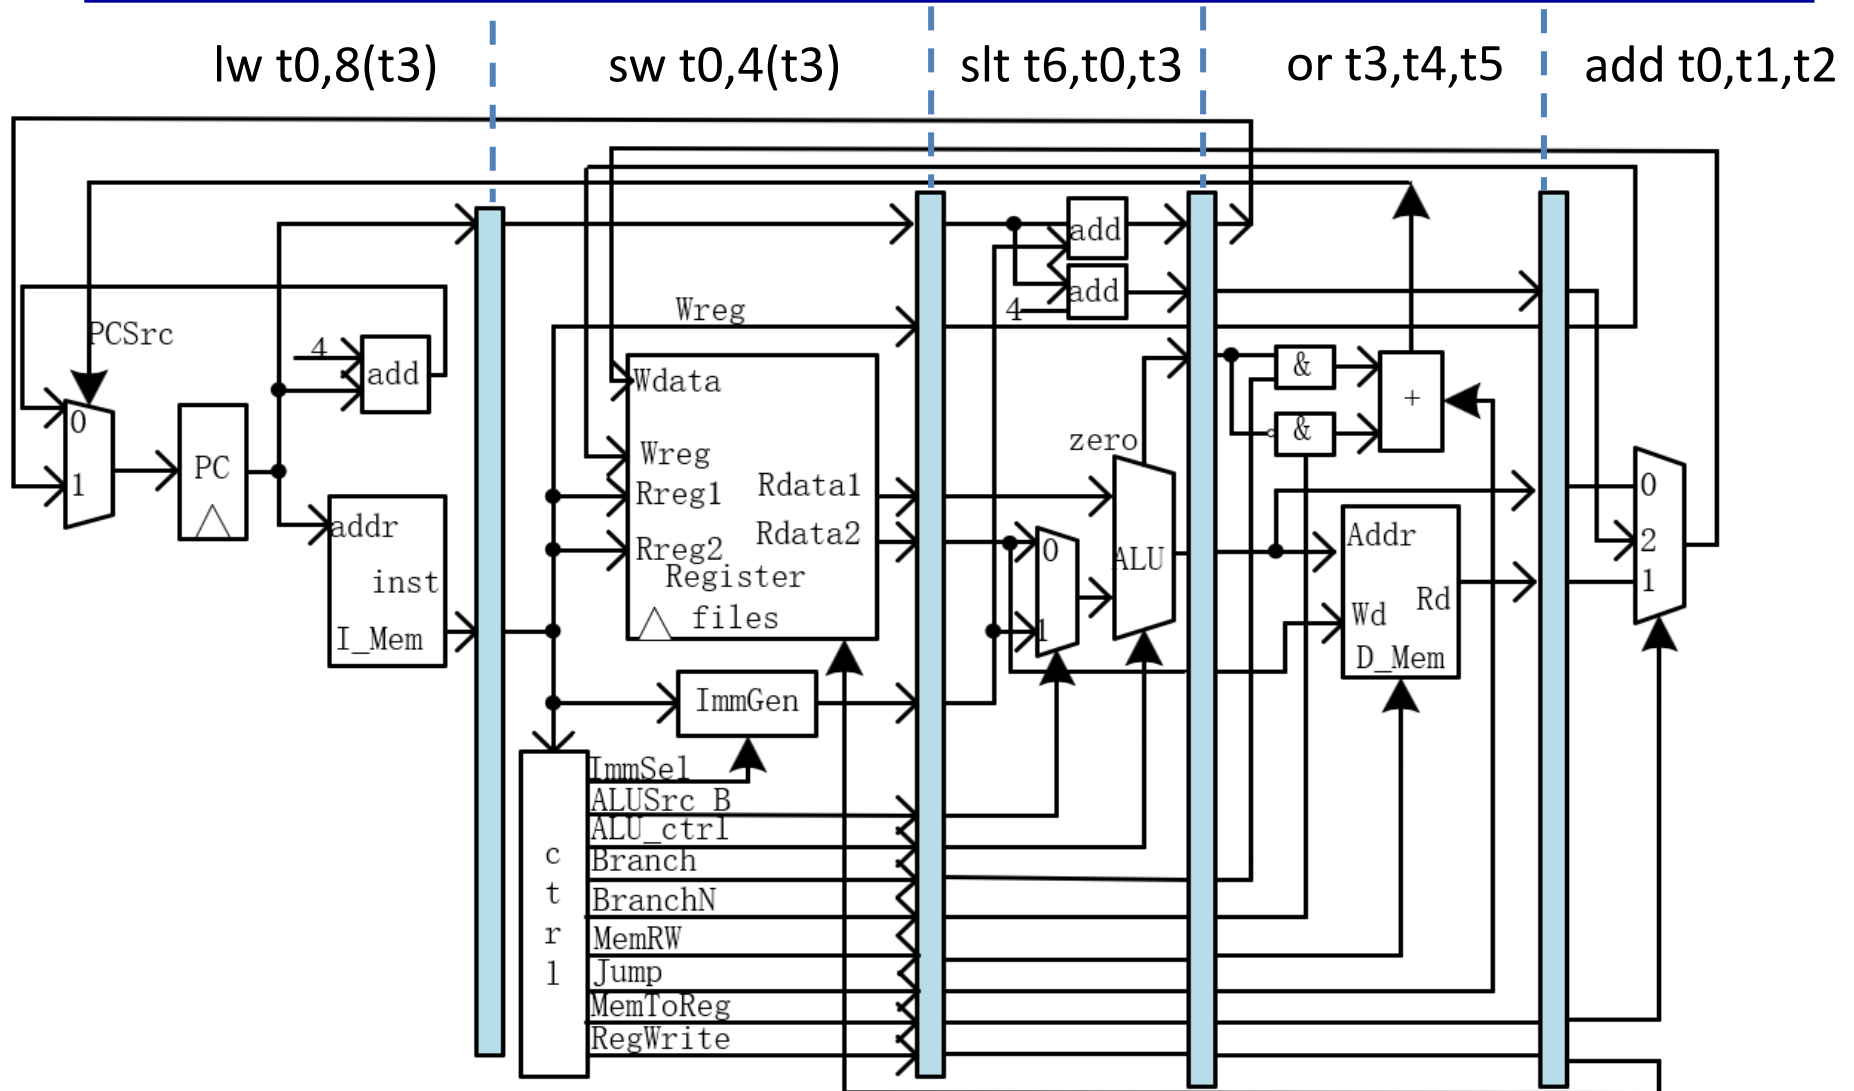 lw t0,8(t3)
sw t0,4(t3)
slt t6,t0,t3
or t3,t4,t5
add t0,t1,t2
PCSrc
4
add
0
1
PC
addr
inst
I_Mem
Wreg
Wdata
Wreg
Rreg1
Rdata1
Rreg2
Rdata2
Register
files
ImmGen
ctrl
ImmSel
ALUSrc_B
ALU_ctrl
Branch
BranchN
MemRW
Jump
MemToReg
RegWrite
add
add
4
zero
0
1
ALU
&
&
+
Addr
Wd
Rd
D_Mem
0
2
1